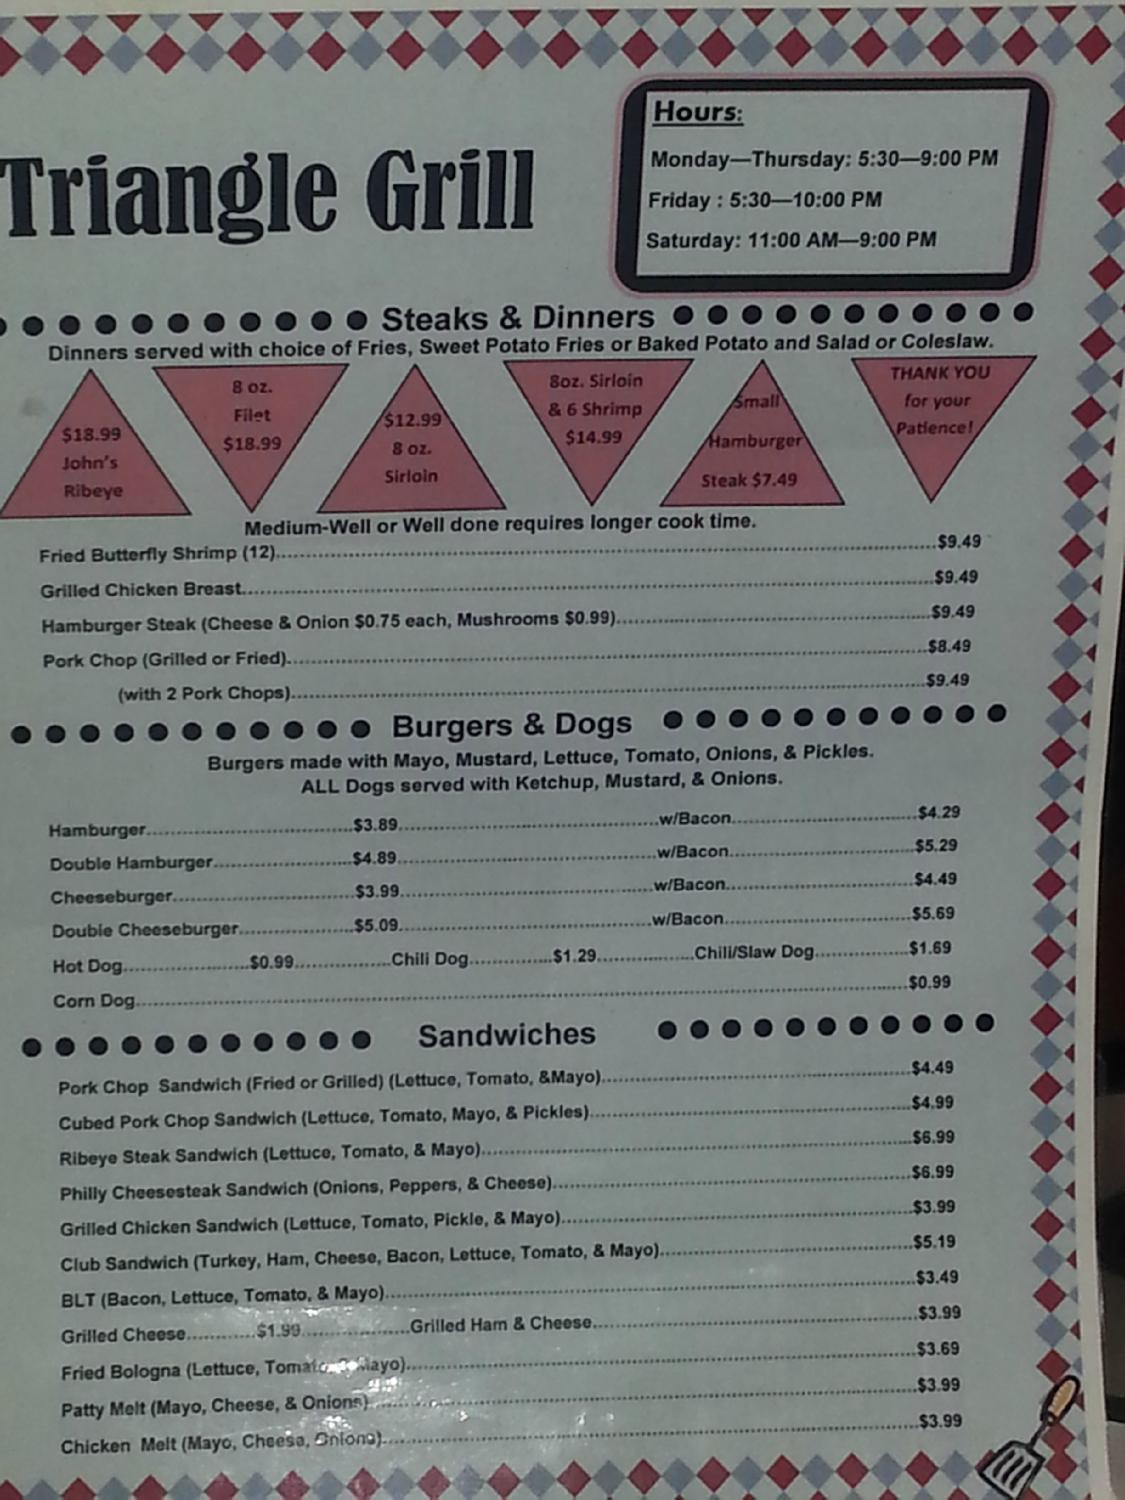 Triangle Grill
Hours:
Monday—Thursday: 5:30—9:00 PM
Friday : 5:30—10:00 PM
Saturday: 11:00 AM—9:00 PM
Steaks & Dinners
Dinners served with choice of Fries, Sweet Potato Fries or Baked Potato and Salad or Coleslaw.
$18.99
John's
Ribeye
8 oz.
Filet
$18.99
$12.99
8 oz.
Sirloin
8oz. Sirloin
& 6 Shrimp
$14.99
Small
Hamburger
Steak $7.49
THANK YOU
for your
Patience!
Medium-Well or Well done requires longer cook time.
Fried Butterfly Shrimp (12)...$9.49
Grilled Chicken Breast...$9.49
Hamburger Steak (Cheese & Onion $0.75 each, Mushrooms $0.99)...$9.49
Pork Chop (Grilled or Fried)...$8.49
(with 2 Pork Chops)...$9.49
Burgers & Dogs
Burgers made with Mayo, Mustard, Lettuce, Tomato, Onions, & Pickles.
ALL Dogs served with Ketchup, Mustard, & Onions.
Hamburger...$3.89...w/Bacon...$4.29
Double Hamburger...$4.89...w/Bacon...$5.29
Cheeseburger...$3.99...w/Bacon...$4.49
Double Cheeseburger...$5.09...w/Bacon...$5.69
Hot Dog...$0.99...Chili Dog...$1.29...Chili/Slaw Dog...$1.69
Corn Dog...$0.99
Sandwiches
Pork Chop Sandwich (Fried or Grilled) (Lettuce, Tomato, &Mayo)...$4.49
Cubed Pork Chop Sandwich (Lettuce, Tomato, Mayo, & Pickles)...$4.99
Ribeye Steak Sandwich (Lettuce, Tomato, & Mayo)...$6.99
Philly Cheesesteak Sandwich (Onions, Peppers, & Cheese)...$6.99
Grilled Chicken Sandwich (Lettuce, Tomato, Pickle, & Mayo)...$3.99
Club Sandwich (Turkey, Ham, Cheese, Bacon, Lettuce, Tomato, & Mayo)...$5.19
BLT (Bacon, Lettuce, Tomato, & Mayo)...$3.49
Grilled Cheese...$1.99...Grilled Ham & Cheese...$3.99
Fried Bologna (Lettuce, Tomato, & Mayo)...$3.69
Patty Melt (Mayo, Cheese, & Onions)...$3.99
Chicken Melt (Mayo, Cheese, Onions)...$3.99